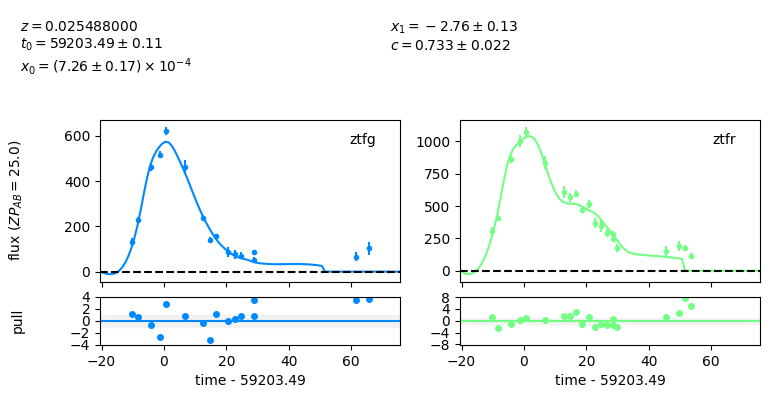 z = 0.025488000
t₀ = 59203.49 ± 0.11
x₀ = (7.26 ± 0.17) × 10⁻⁴
x₁ = −2.76 ± 0.13
c = 0.733 ± 0.022
flux (ZP_AB = 25.0)
600
400
200
0
ztfg
1000
750
500
250
0
ztfr
pull
4
2
0
−2
−4
−20 0 20 40 60
time - 59203.49
8
4
0
−4
−8
−20 0 20 40 60
time - 59203.49